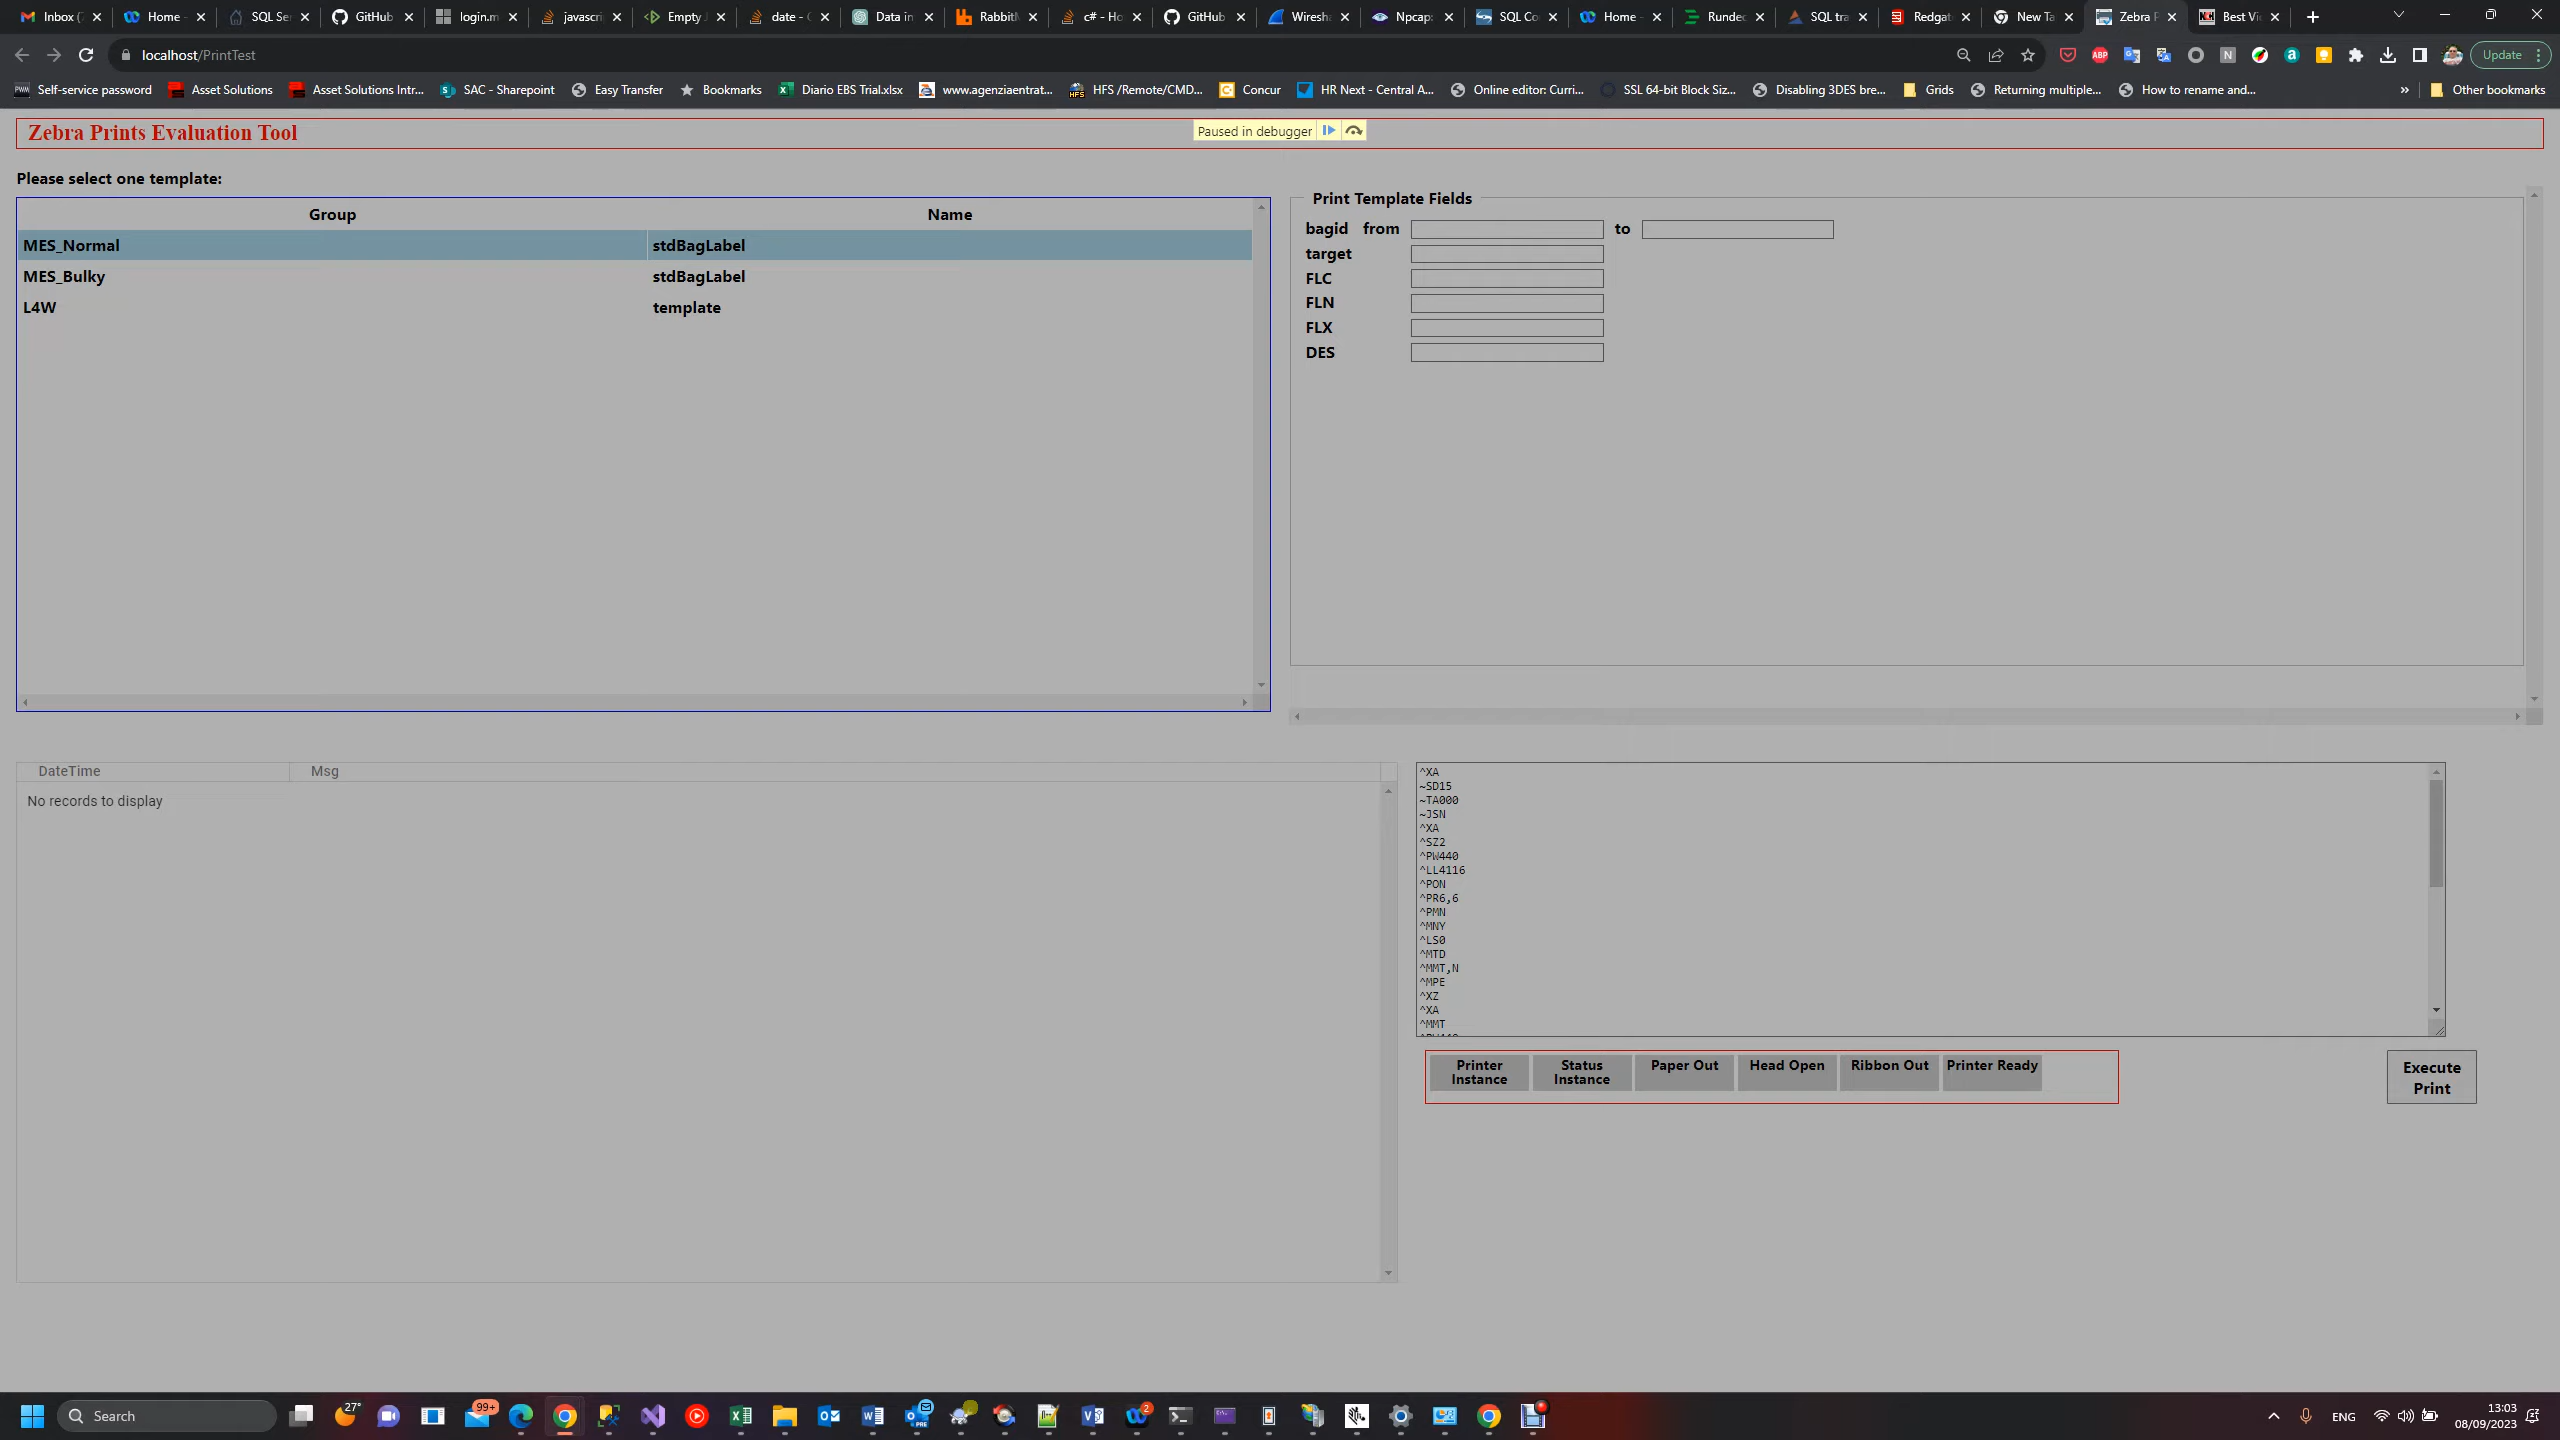 Inbox (
Home -
SQL Se
GitHub
login.m
javascri
Empty
date - C
Data in
RabbitM
c# - Ho
GitHub
Wiresha
Npcap:
SQL Co
Home -
Rundec
SQL tra
Redgat
New Ta
Zebra P
Best Vi
localhost/PrintTest
Update
Self-service password
Asset Solutions
Asset Solutions Intr...
SAC - Sharepoint
Easy Transfer
Bookmarks
Diario EBS Trial.xlsx
www.agenziaentrat...
HFS /Remote/CMD...
Concur
HR Next - Central A...
Online editor: Curri...
SSL 64-bit Block Siz...
Disabling 3DES bre...
Grids
Returning multiple...
How to rename and...
»
Other bookmarks
Zebra Prints Evaluation Tool
Paused in debugger
Please select one template:
Group Name
MES_Normal stdBagLabel
MES_Bulky stdBagLabel
L4W template
Print Template Fields
bagid from to
target
FLC
FLN
FLX
DES
DateTime Msg
No records to display
^XA
~SD15
~TA000
~JSN
^XA
^SZ2
^PW440
^LL4116
^PON
^PR6,6
^PMN
^MNY
^LS0
^MTD
^MMT,N
^MPE
^XZ
^XA
^MMT
Printer Instance
Status Instance
Paper Out
Head Open
Ribbon Out
Printer Ready
Execute Print
Search
27°
99+
2
ENG
13:03
08/09/2023